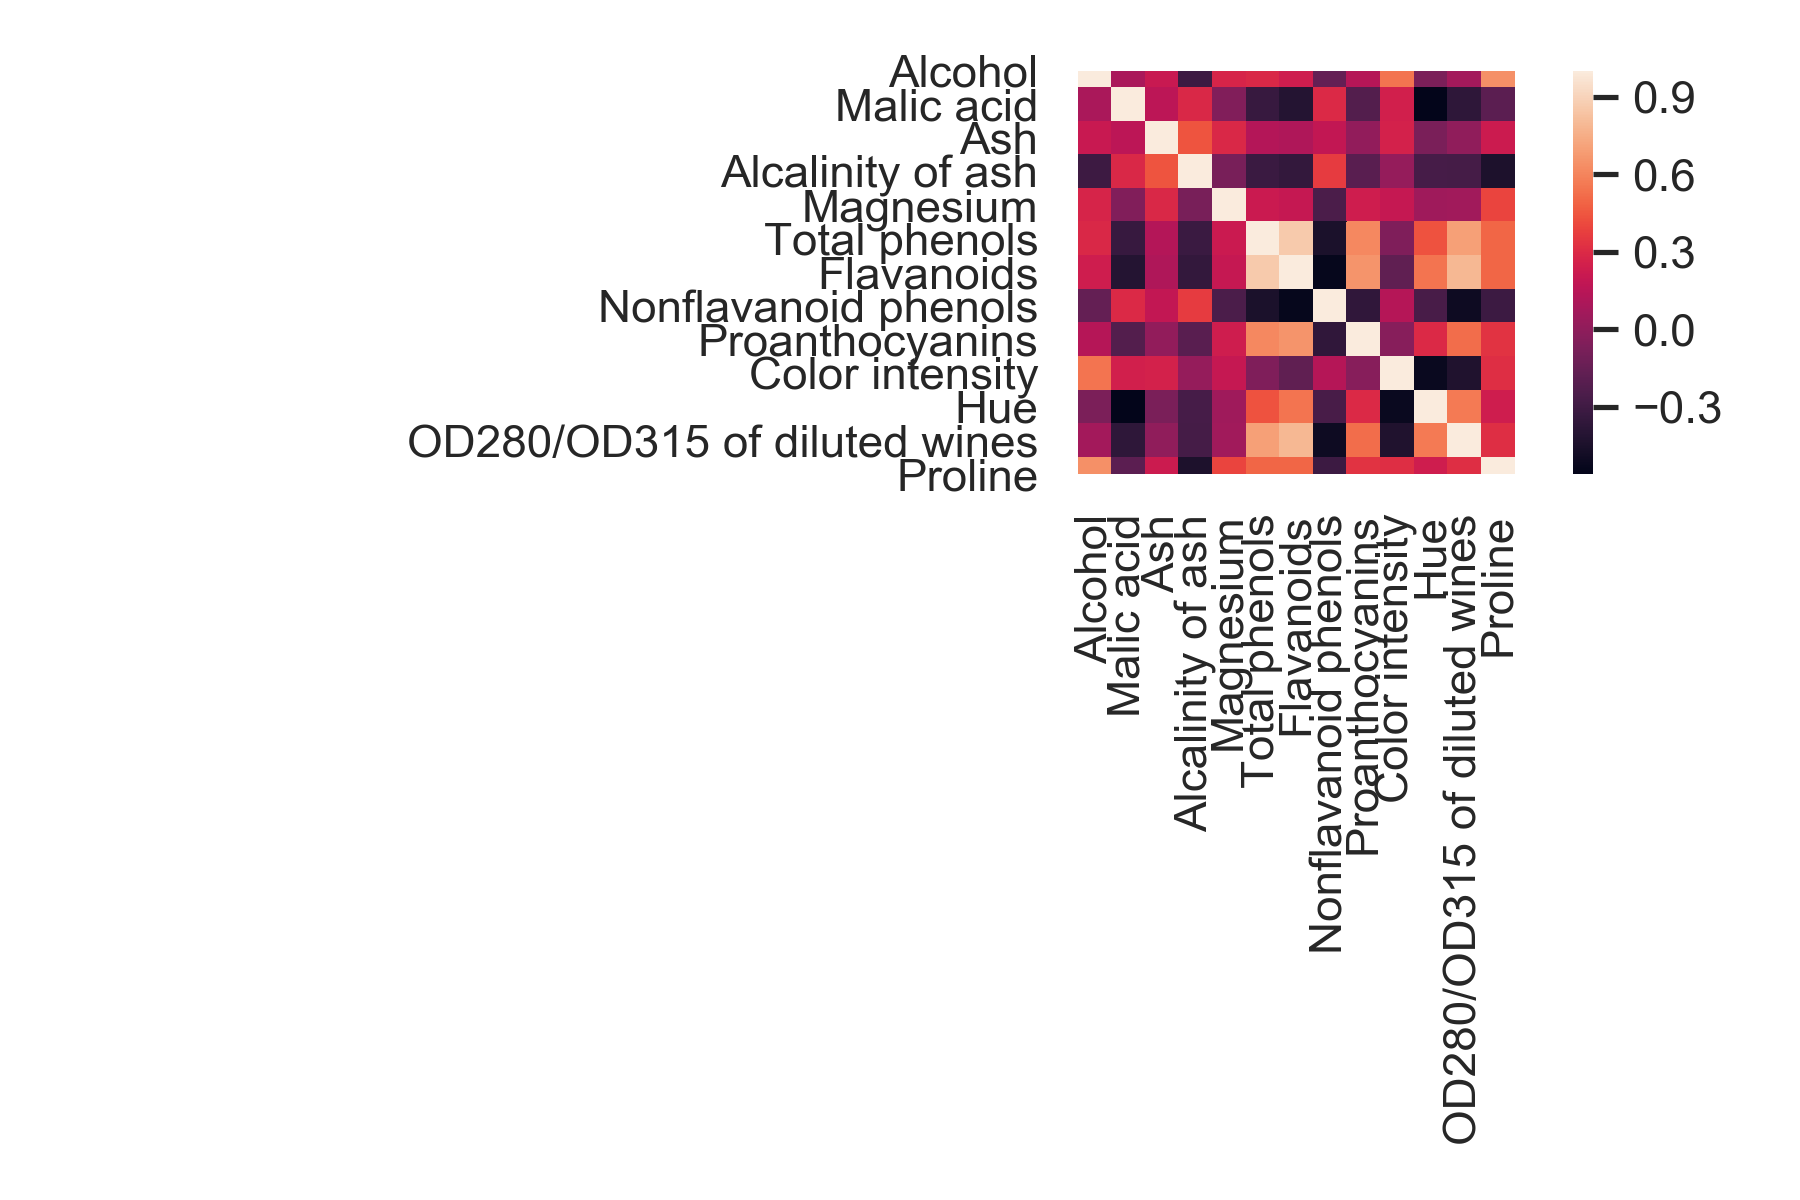 Alcohol
Malic acid
Ash
Alcalinity of ash
Magnesium
Total phenols
Flavanoids
Nonflavanoid phenols
Proanthocyanins
Color intensity
Hue
OD280/OD315 of diluted wines
Proline
0.9
0.6
0.3
0.0
−0.3
Alcohol
Malic acid
Ash
Alcalinity of ash
Magnesium
Total phenols
Flavanoids
Nonflavanoid phenols
Proanthocyanins
Color intensity
Hue
OD280/OD315 of diluted wines
Proline